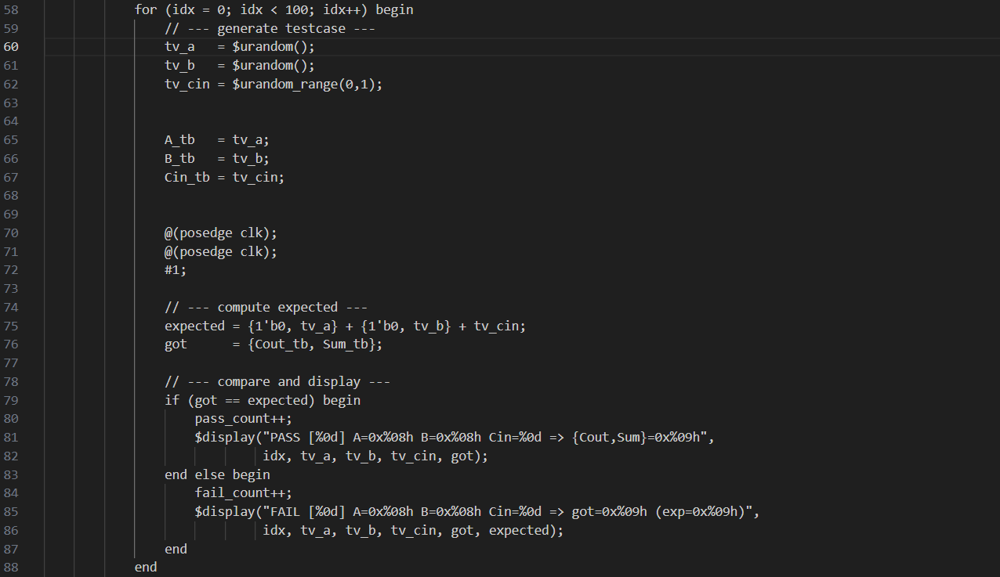 58 for (idx = 0; idx < 100; idx++) begin
59 // --- generate testcase ---
60 tv_a   = $urandom();
61 tv_b   = $urandom();
62 tv_cin = $urandom_range(0,1);
63
64
65 A_tb   = tv_a;
66 B_tb   = tv_b;
67 Cin_tb = tv_cin;
68
69
70 @(posedge clk);
71 @(posedge clk);
72 #1;
73
74 // --- compute expected ---
75 expected = {1'b0, tv_a} + {1'b0, tv_b} + tv_cin;
76 got      = {Cout_tb, Sum_tb};
77
78 // --- compare and display ---
79 if (got == expected) begin
80 pass_count++;
81 $display("PASS [%0d] A=0x%08h B=0x%08h Cin=%0d => {Cout,Sum}=0x%09h",
82 idx, tv_a, tv_b, tv_cin, got);
83 end else begin
84 fail_count++;
85 $display("FAIL [%0d] A=0x%08h B=0x%08h Cin=%0d => got=0x%09h (exp=0x%09h)",
86 idx, tv_a, tv_b, tv_cin, got, expected);
87 end
88 end